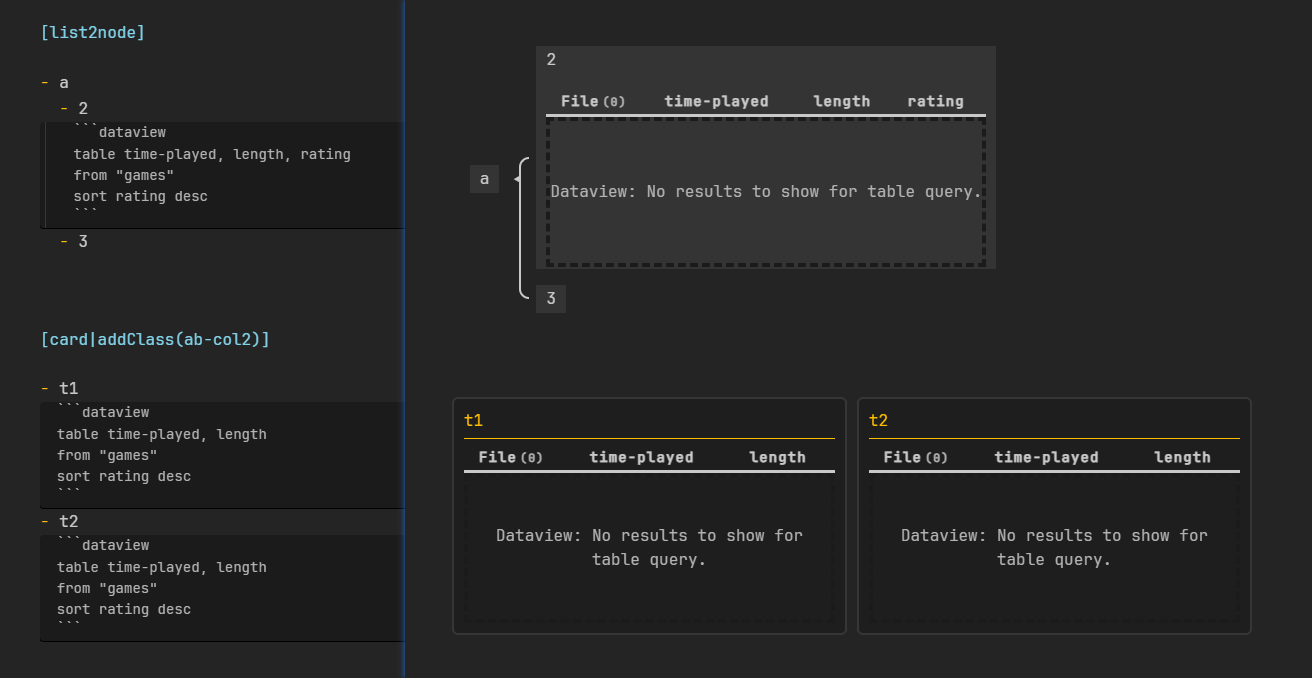 [list2node]
- a
- 2
```dataview
table time-played, length, rating
from "games"
sort rating desc
```
- 3
[card|addClass(ab-col2)]
- t1
```dataview
table time-played, length
from "games"
sort rating desc
```
- t2
```dataview
table time-played, length
from "games"
sort rating desc
```
2
File (0) time-played length rating
a
Dataview: No results to show for table query.
3
t1
File (0) time-played length
Dataview: No results to show for
table query.
t2
File (0) time-played length
Dataview: No results to show for
table query.